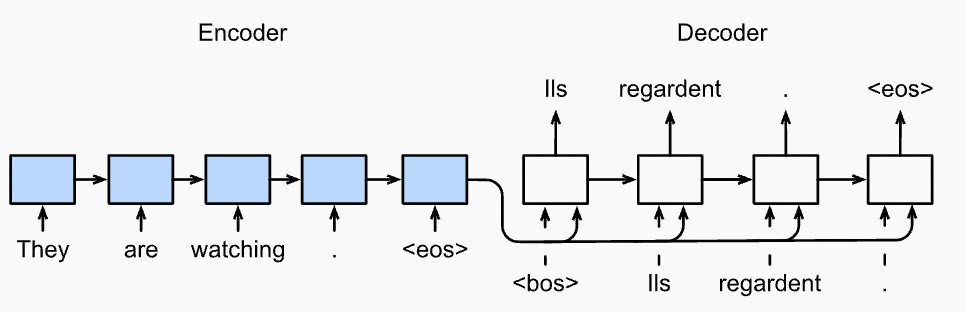 Encoder
Decoder
Ils regardent . <eos>
They are watching . <eos>
<bos> Ils regardent .